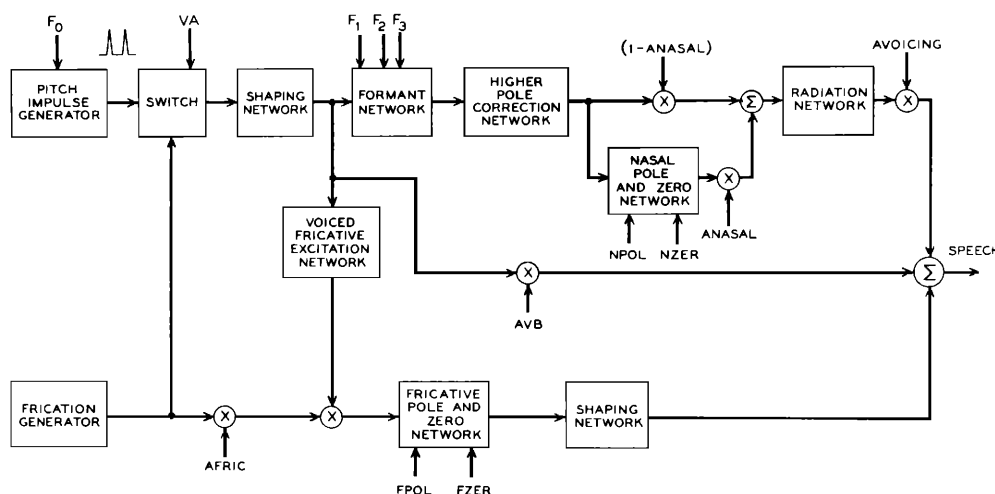 F0
VA
F1 F2 F3
(1-ANASAL)
AVOICING
PITCH
IMPULSE
GENERATOR
SWITCH
SHAPING
NETWORK
FORMANT
NETWORK
HIGHER
POLE
CORRECTION
NETWORK
X
Σ
RADIATION
NETWORK
X
NASAL
POLE
AND ZERO
NETWORK
X
NPOL NZER
ANASAL
VOICED
FRICATIVE
EXCITATION
NETWORK
X
AVB
Σ
SPEECH
FRICATION
GENERATOR
X
AFRIC
X
FRICATIVE
POLE AND
ZERO
NETWORK
FPOL FZER
SHAPING
NETWORK